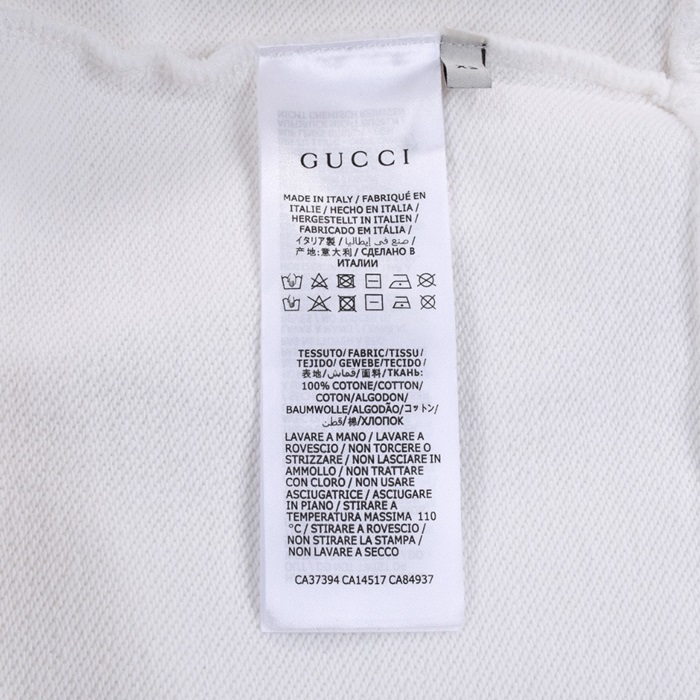 GUCCI
MADE IN ITALY / FABRIQUÉ EN
ITALIE / HECHO EN ITALIA /
HERGESTELLT IN ITALIEN /
FABRICADO EM ITÁLIA /
イタリア製 / صنع في إيطاليا /
产地:意大利 / СДЕЛАНО В
ИТАЛИИ
TESSUTO/ FABRIC/TISSU/
TEJIDO/ GEWEBE/TECIDO /
表地/قماش/面料/ТКАНЬ:
100% COTONE/COTTON/
COTON/ALGODON/
BAUMWOLLE/ALGODÃO/コットン/
قطن/棉/ХЛОПОК
LAVARE A MANO / LAVARE A
ROVESCIO / NON TORCERE O
STRIZZARE / NON LASCIARE IN
AMMOLLO / NON TRATTARE
CON CLORO / NON USARE
ASCIUGATRICE / ASCIUGARE
IN PIANO / STIRARE A
TEMPERATURA MASSIMA 110
°C / STIRARE A ROVESCIO /
NON STIRARE LA STAMPA /
NON LAVARE A SECCO
CA37394 CA14517 CA84937